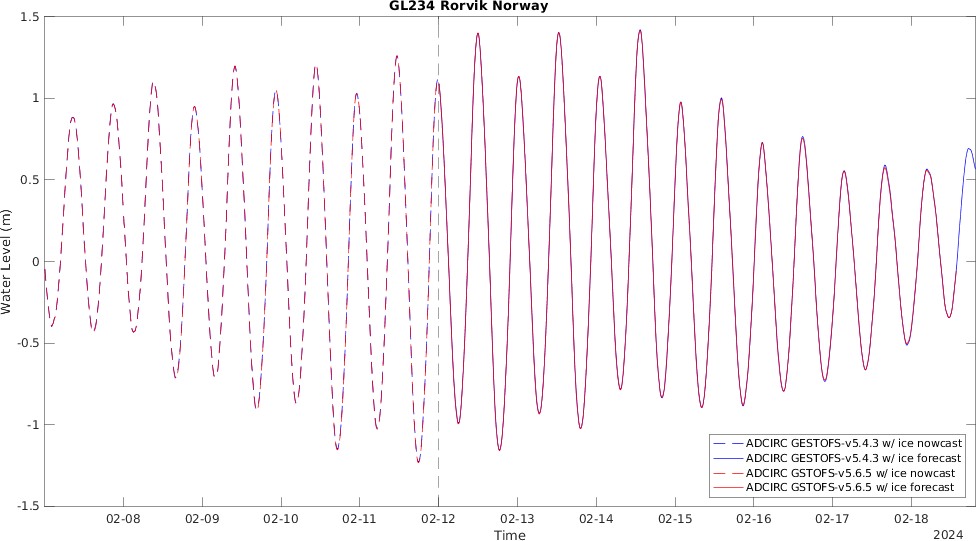 GL234 Rorvik Norway
1.5
1
0.5
0
-0.5
-1
-1.5
Water Level (m)
ADCIRC GESTOFS-v5.4.3 w/ ice nowcast
ADCIRC GESTOFS-v5.4.3 w/ ice forecast
ADCIRC GSTOFS-v5.6.5 w/ ice nowcast
ADCIRC GSTOFS-v5.6.5 w/ ice forecast
02-08 02-09 02-10 02-11 02-12 02-13 02-14 02-15 02-16 02-17 02-18
Time
2024